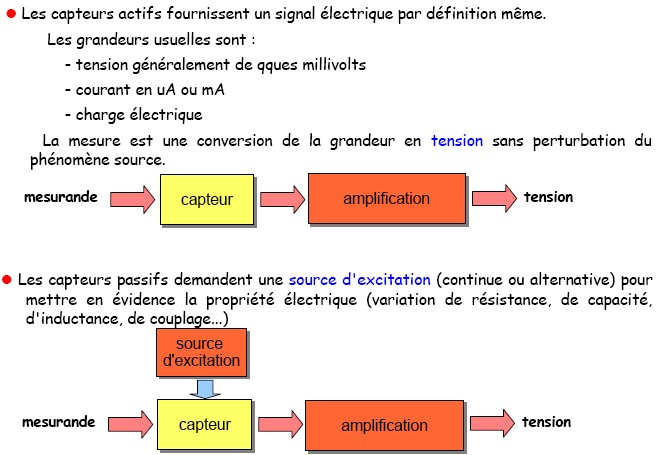 Les capteurs actifs fournissent un signal électrique par définition même.
Les grandeurs usuelles sont :
- tension généralement de qques millivolts
- courant en uA ou mA
- charge électrique
La mesure est une conversion de la grandeur en tension sans perturbation du
phénomène source.
mesurande
capteur
amplification
tension
Les capteurs passifs demandent une source d'excitation (continue ou alternative) pour
mettre en évidence la propriété électrique (variation de résistance, de capacité,
d'inductance, de couplage...)
source
d'excitation
mesurande
capteur
amplification
tension